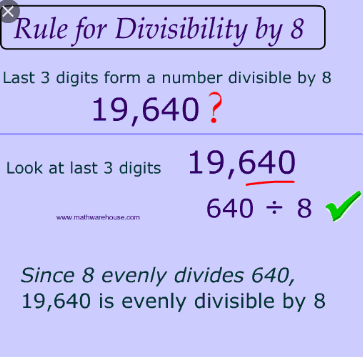 Rule for Divisibility by 8
Last 3 digits form a number divisible by 8
19,640?
Look at last 3 digits 19,640
640 ÷ 8
www.mathwarehouse.com
Since 8 evenly divides 640,
19,640 is evenly divisible by 8